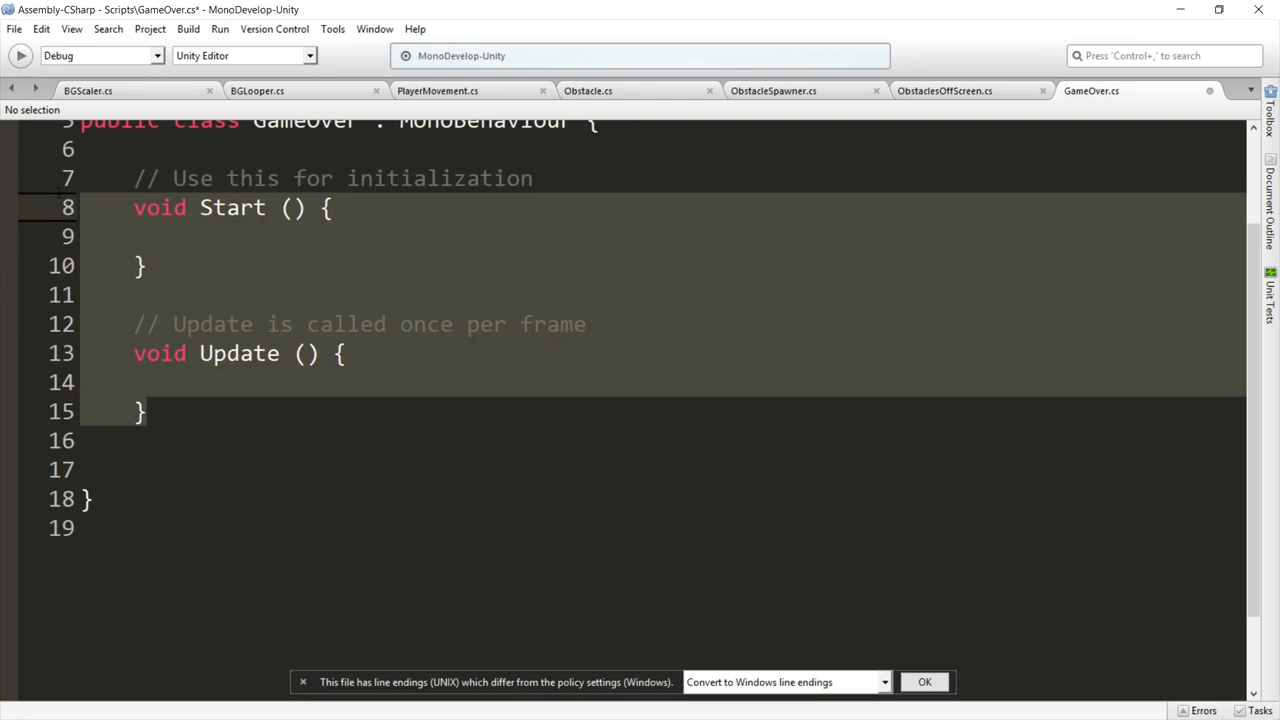 Assembly-CSharp - Scripts\GameOver.cs* - MonoDevelop-Unity
File Edit View Search Project Build Run Version Control Tools Window Help
Debug Unity Editor MonoDevelop-Unity Press 'Control+,' to search
BGScaler.cs BGLooper.cs PlayerMovement.cs Obstacle.cs ObstacleSpawner.cs ObstaclesOffScreen.cs GameOver.cs
No selection
5 public class GameOver : MonoBehaviour {
6
7 // Use this for initialization
8 void Start () {
9
10 }
11
12 // Update is called once per frame
13 void Update () {
14
15 }
16
17
18 }
19
Toolbox
Document Outline
Unit Tests
This file has line endings (UNIX) which differ from the policy settings (Windows). Convert to Windows line endings OK
Errors Tasks